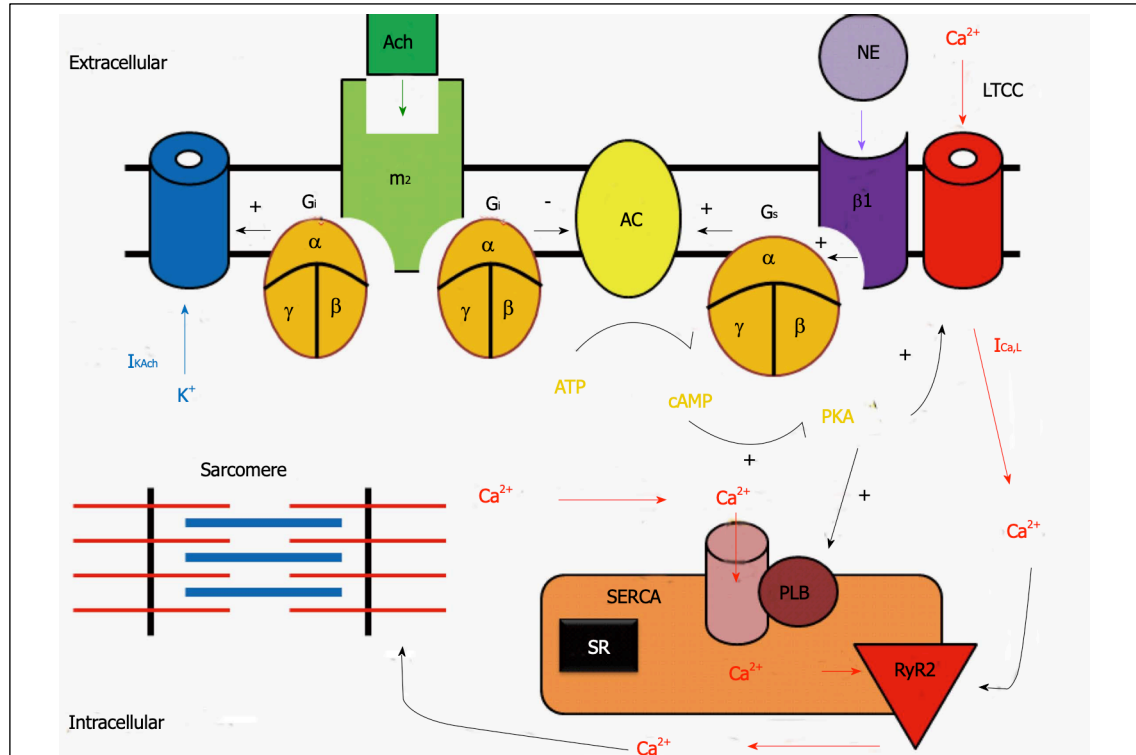 Ach
NE
Ca²⁺
Extracellular
LTCC
m₂
Gi
Gi
-
+
AC
+
Gs
β1
+
α
α
α
γ
β
γ
β
γ
β
IKAch
K⁺
ATP
cAMP
PKA
+
ICa,L
+
+
Sarcomere
Ca²⁺
Ca²⁺
Ca²⁺
SERCA
PLB
SR
Ca²⁺
RyR2
Intracellular
Ca²⁺